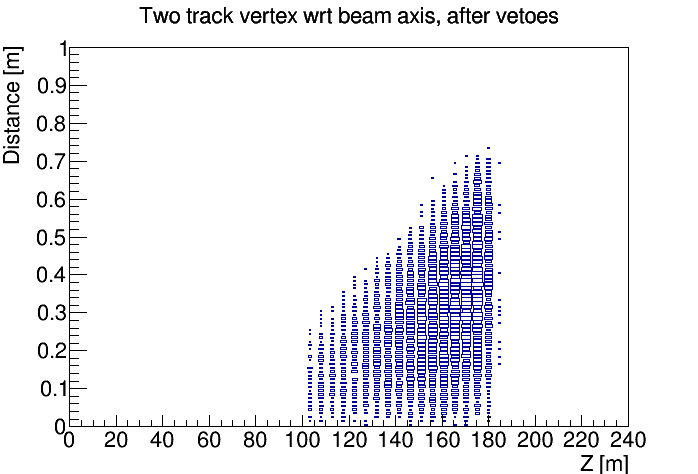 Two track vertex wrt beam axis, after vetoes
Distance [m]
1
0.9
0.8
0.7
0.6
0.5
0.4
0.3
0.2
0.1
0
0 20 40 60 80 100 120 140 160 180 200 220 240
Z [m]